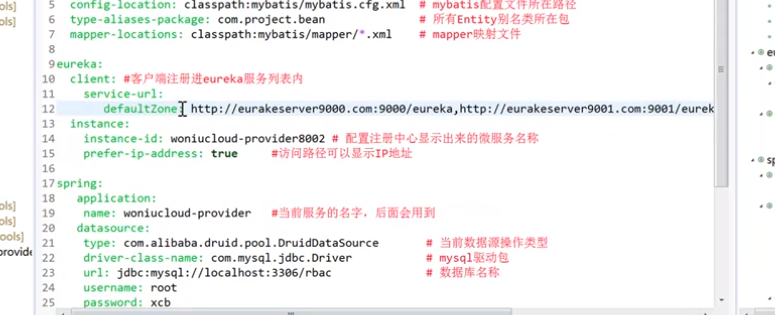 ols]
5 config-location: classpath:mybatis/mybatis.cfg.xml # mybatis配置文件所在路径
6 type-aliases-package: com.project.bean # 所有Entity别名类所在包
7 mapper-locations: classpath:mybatis/mapper/*.xml # mapper映射文件
8
9 eureka:
10 client: #客户端注册进eureka服务列表内
11 service-url:
12 defaultZone: http://eurakeserver9000.com:9000/eureka,http://eurakeserver9001.com:9001/eurek
13 instance:
14 instance-id: woniucloud-provider8002 # 配置注册中心显示出来的微服务名称
15 prefer-ip-address: true #访问路径可以显示IP地址
16
17 spring:
18 application:
19 name: woniucloud-provider #当前服务的名字，后面会用到
20 datasource:
21 type: com.alibaba.druid.pool.DruidDataSource # 当前数据源操作类型
22 driver-class-name: com.mysql.jdbc.Driver # mysql驱动包
23 url: jdbc:mysql://localhost:3306/rbac # 数据库名称
24 username: root
25 password: xcb
ols]
ols]
ools]
provide
eu
sp